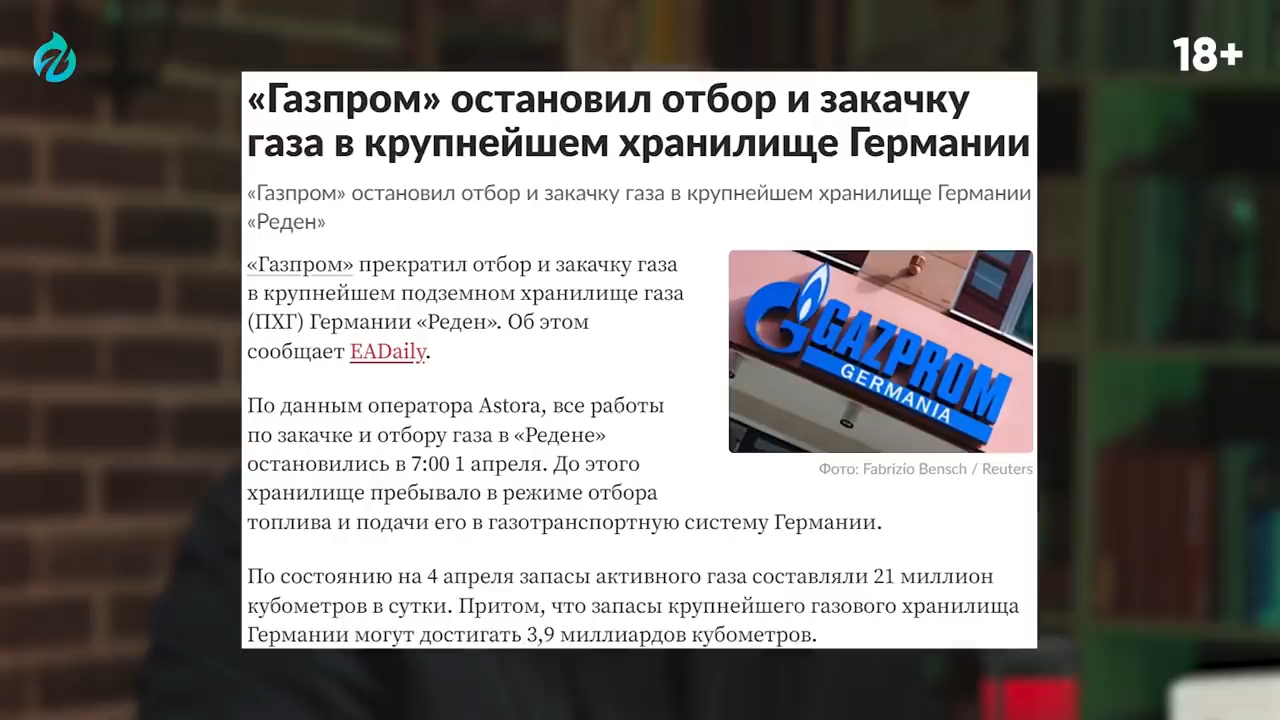 18+
«Газпром» остановил отбор и закачку
газа в крупнейшем хранилище Германии
«Газпром» остановил отбор и закачку газа в крупнейшем хранилище Германии
«Реден»
«Газпром» прекратил отбор и закачку газа
в крупнейшем подземном хранилище газа
(ПХГ) Германии «Реден». Об этом
сообщает EADaily.
GAZPROM
GERMANIA
Фото: Fabrizio Bensch / Reuters
По данным оператора Astora, все работы
по закачке и отбору газа в «Редене»
остановились в 7:00 1 апреля. До этого
хранилище пребывало в режиме отбора
топлива и подачи его в газотранспортную систему Германии.
По состоянию на 4 апреля запасы активного газа составляли 21 миллион
кубометров в сутки. Притом, что запасы крупнейшего газового хранилища
Германии могут достигать 3,9 миллиардов кубометров.